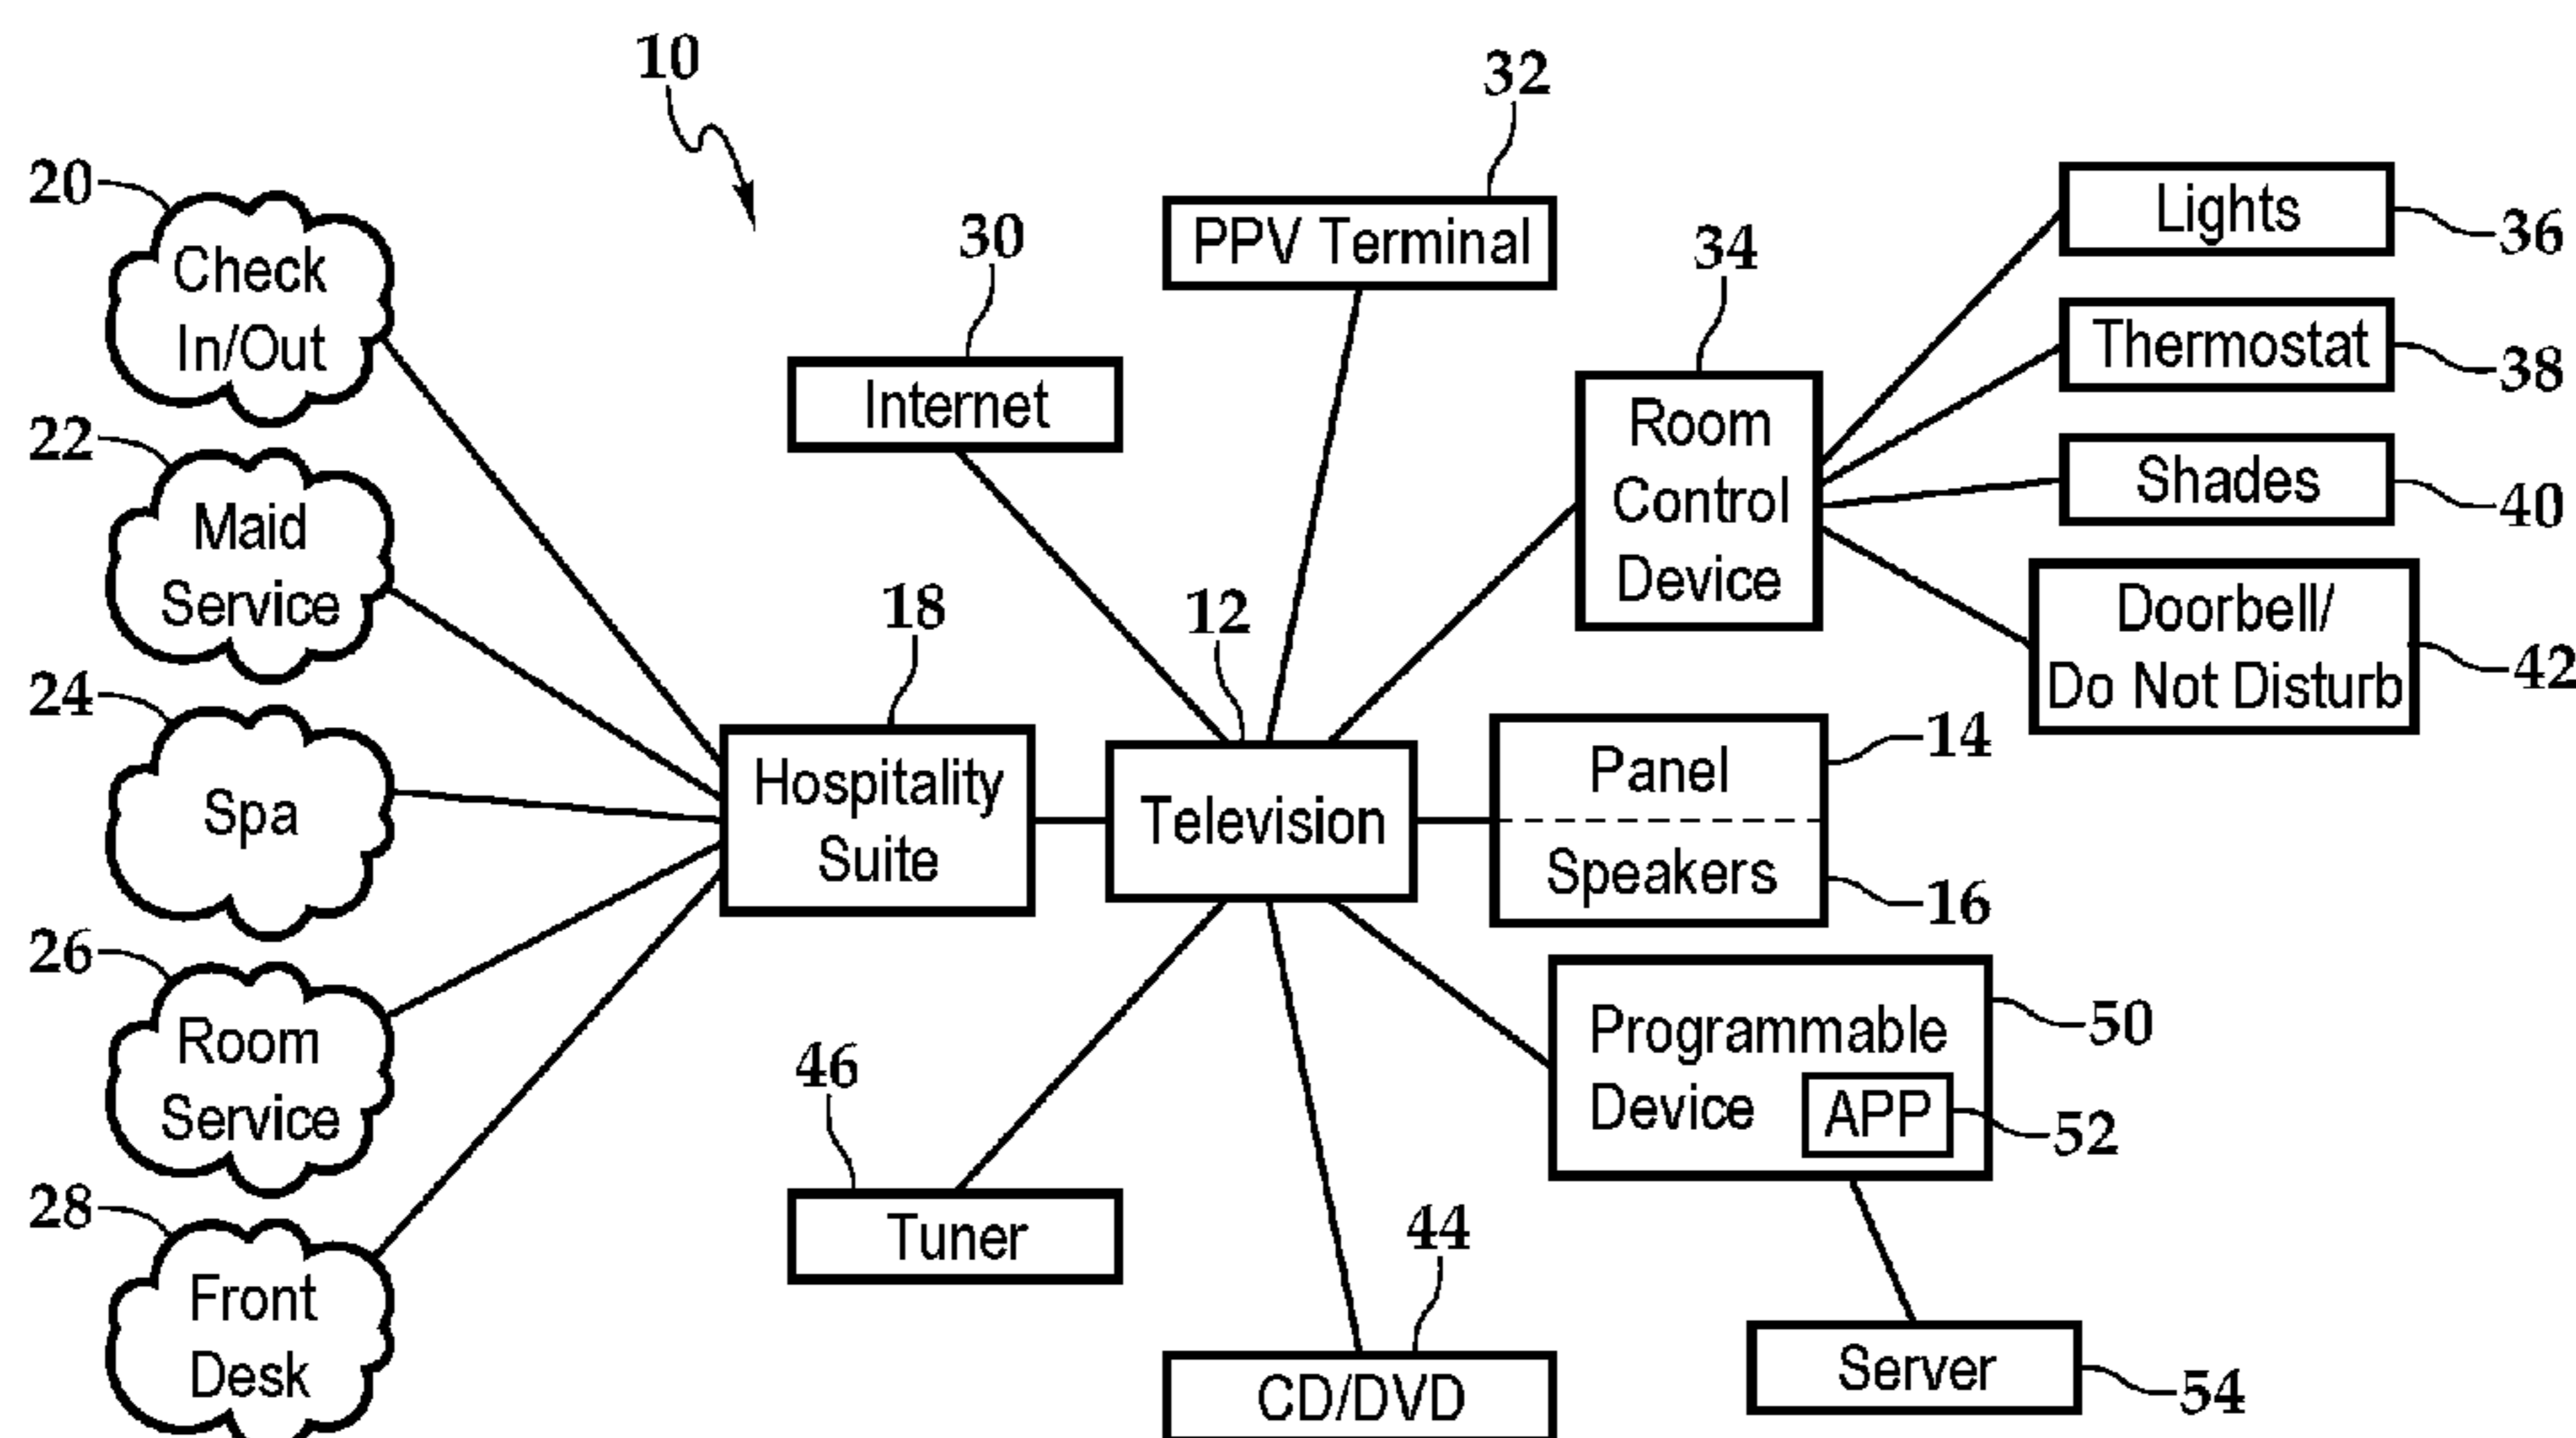 10
32
20
Check
In/Out
30
PPV Terminal
34
Lights
36
Internet
Room
Control
Device
Thermostat
38
22
Maid
Service
Shades
40
18
12
Doorbell/
Do Not Disturb
42
24
Spa
Hospitality
Suite
Television
Panel
14
Speakers
16
26
Room
Service
Programmable
Device
50
APP
52
46
Tuner
44
28
Front
Desk
CD/DVD
Server
54